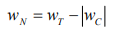 w_N = w_T − |w_C|